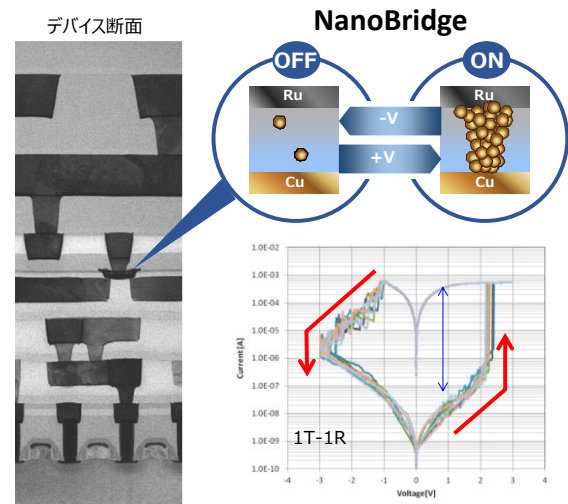 デバイス断面
NanoBridge
OFF
ON
Ru
Ru
-V
+V
Cu
Cu
1.0E-02
1.0E-03
1.0E-04
1.0E-05
1.0E-06
1.0E-07
1.0E-08
1.0E-09
1.0E-10
Current[A]
1T-1R
-4
-3
-2
-1
0
1
2
3
4
Voltage[V]